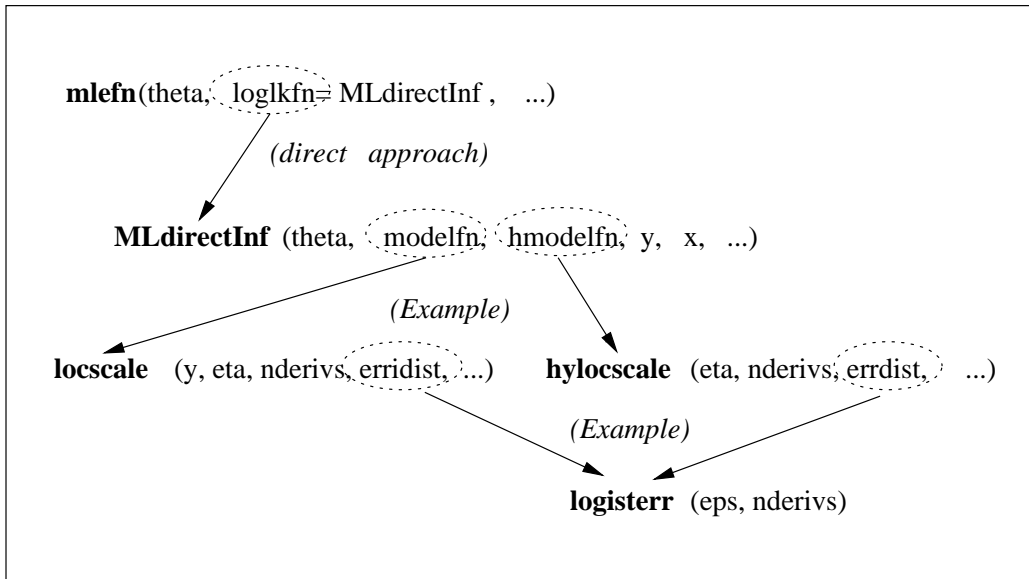 mlefn(theta, loglkfn= MLdirectInf , ...)
(direct approach)
MLdirectInf (theta, modelfn, hmodelfn, y, x, ...)
(Example)
locscale (y, eta, nderivs, erridist, ...) hylocscale (eta, nderivs, errdist, ...)
(Example)
logisterr (eps, nderivs)